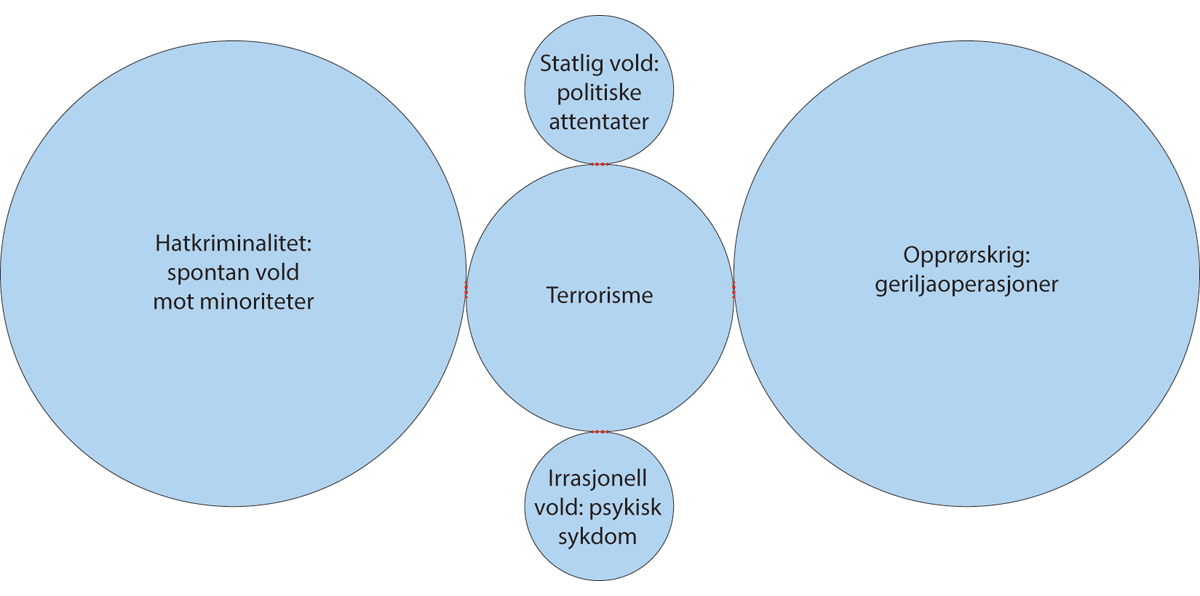 Statlig vold:
politiske
attentater
Hatkriminalitet:
spontan vold
mot minoriteter
Terrorisme
Opprørskrig:
geriljaoperasjoner
Irrasjonell
vold: psykisk
sykdom